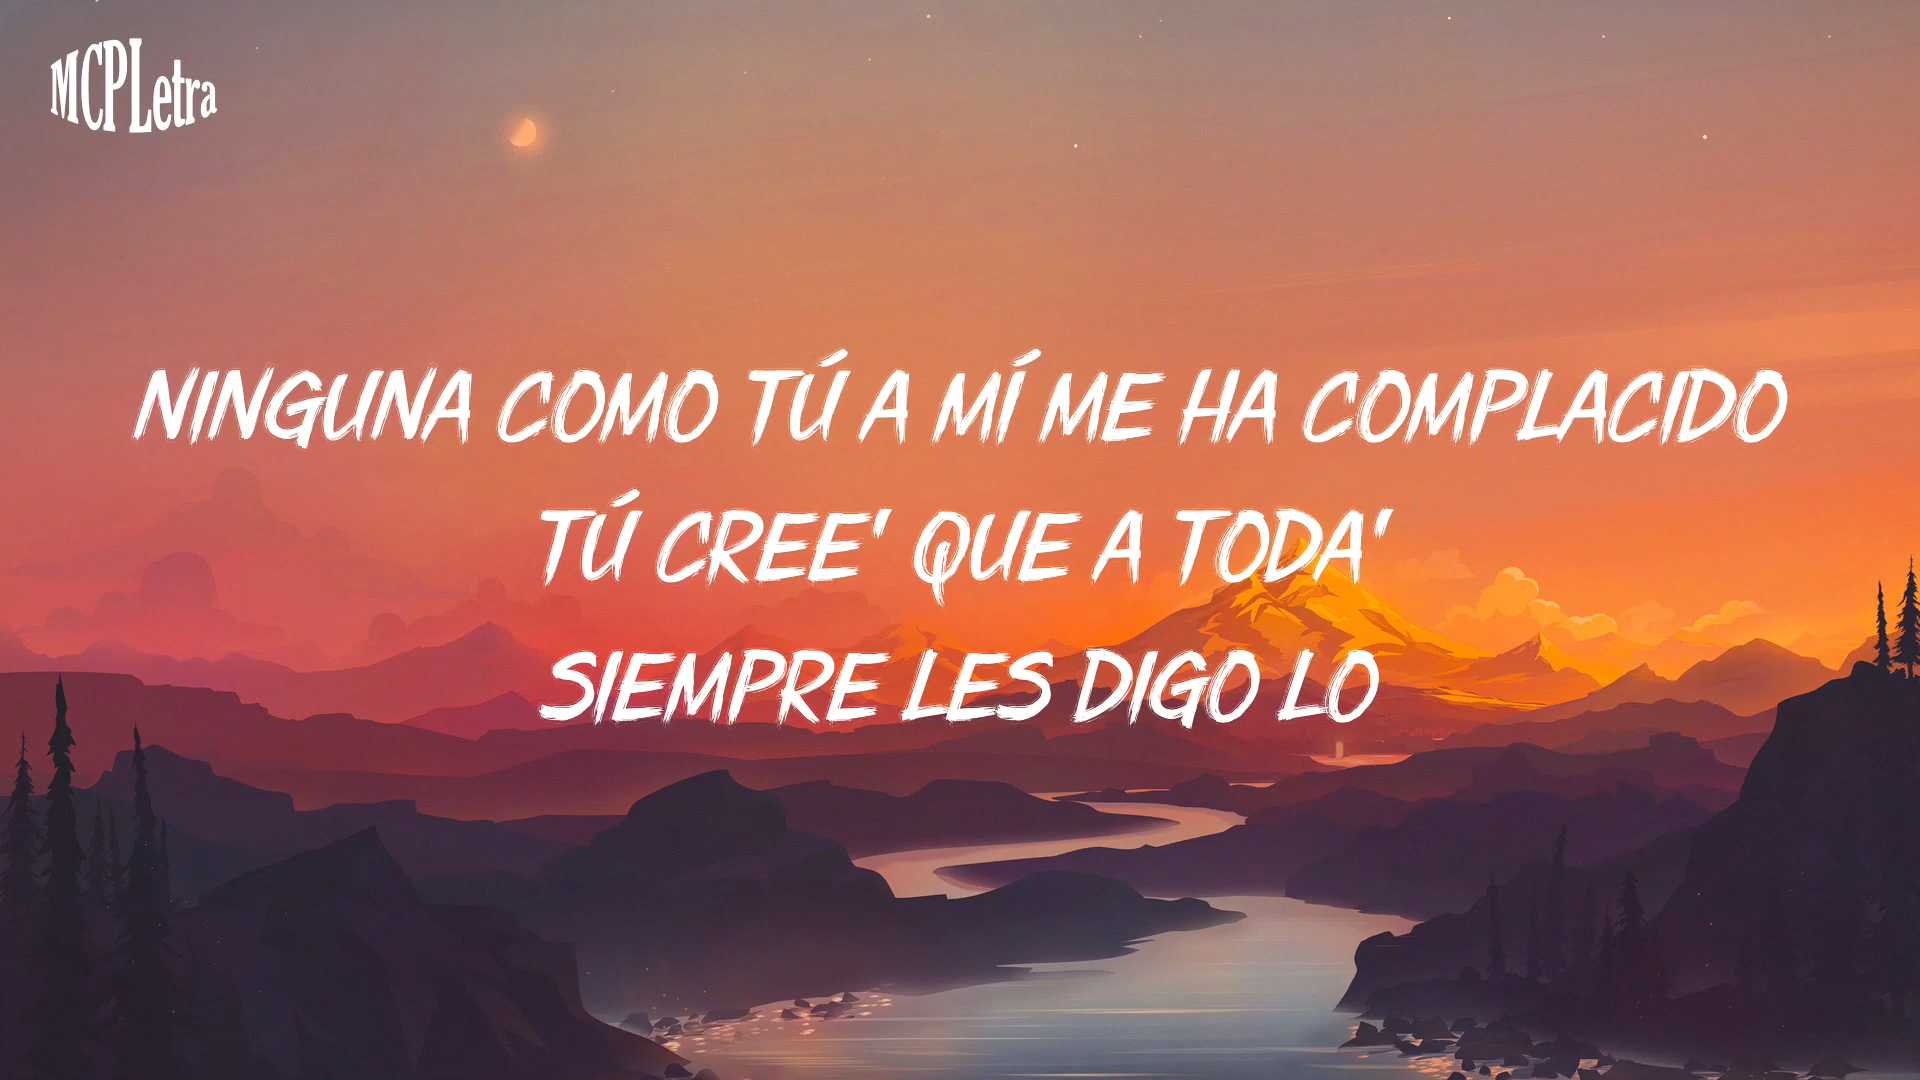 MCPLetra
NINGUNA COMO TÚ A MÍ ME HA COMPLACIDO
TÚ CREE' QUE A TODA'
SIEMPRE LES DIGO LO